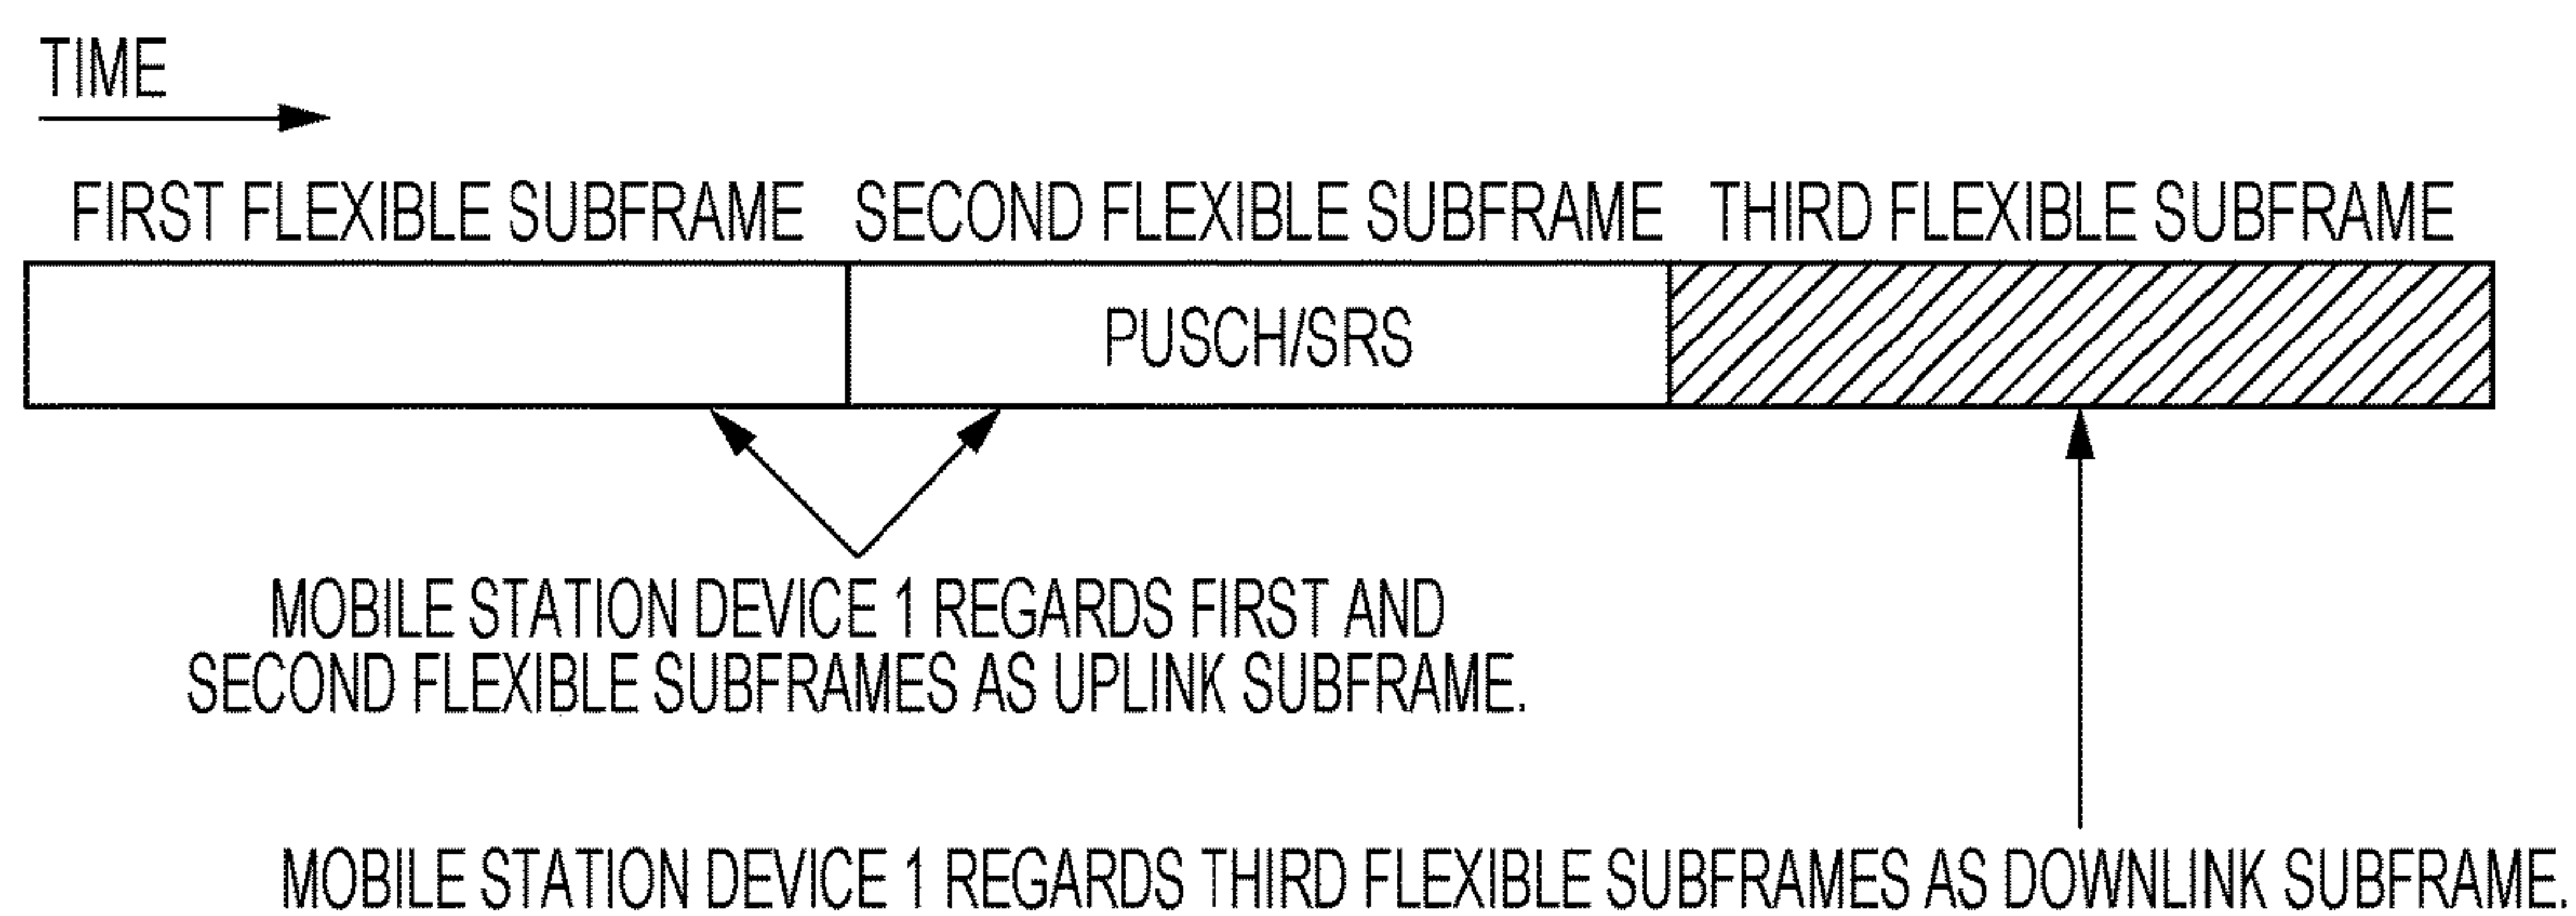 TIME
FIRST FLEXIBLE SUBFRAME SECOND FLEXIBLE SUBFRAME THIRD FLEXIBLE SUBFRAME
PUSCH/SRS
MOBILE STATION DEVICE 1 REGARDS FIRST AND
SECOND FLEXIBLE SUBFRAMES AS UPLINK SUBFRAME.
MOBILE STATION DEVICE 1 REGARDS THIRD FLEXIBLE SUBFRAMES AS DOWNLINK SUBFRAME.